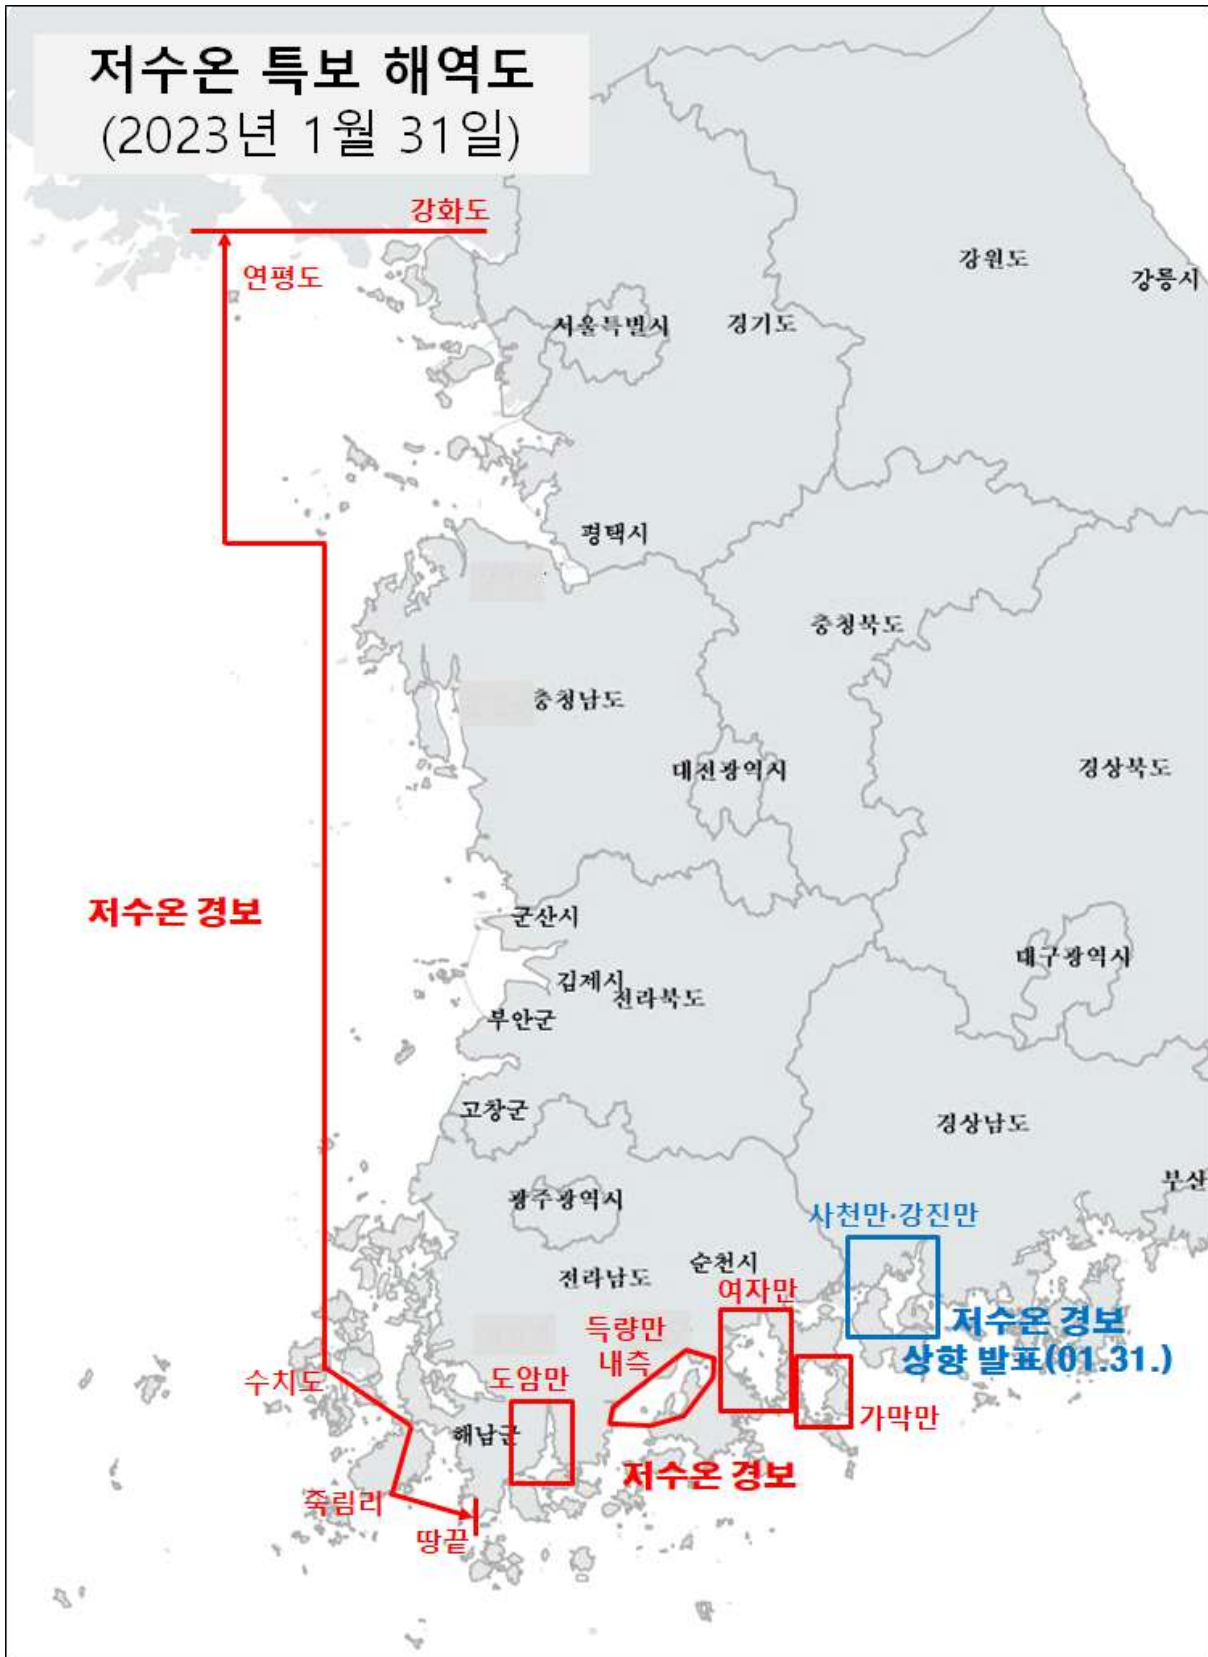 저수온 특보 해역도
(2023년 1월 31일)
강화도
연평도
강원도
강릉시
서울특별시
경기도
평택시
충청북도
충청남도
대전광역시
경상북도
저수온 경보
군산시
대구광역시
김제시
전라북도
부안군
고창군
경상남도
부산
광주광역시
사천만·강진만
순천시
전라남도
여자만
득량만
내측
저수온 경보
상향 발표(01.31.)
수치도
도암만
가막만
해남군
저수온 경보
죽림리
땅끝